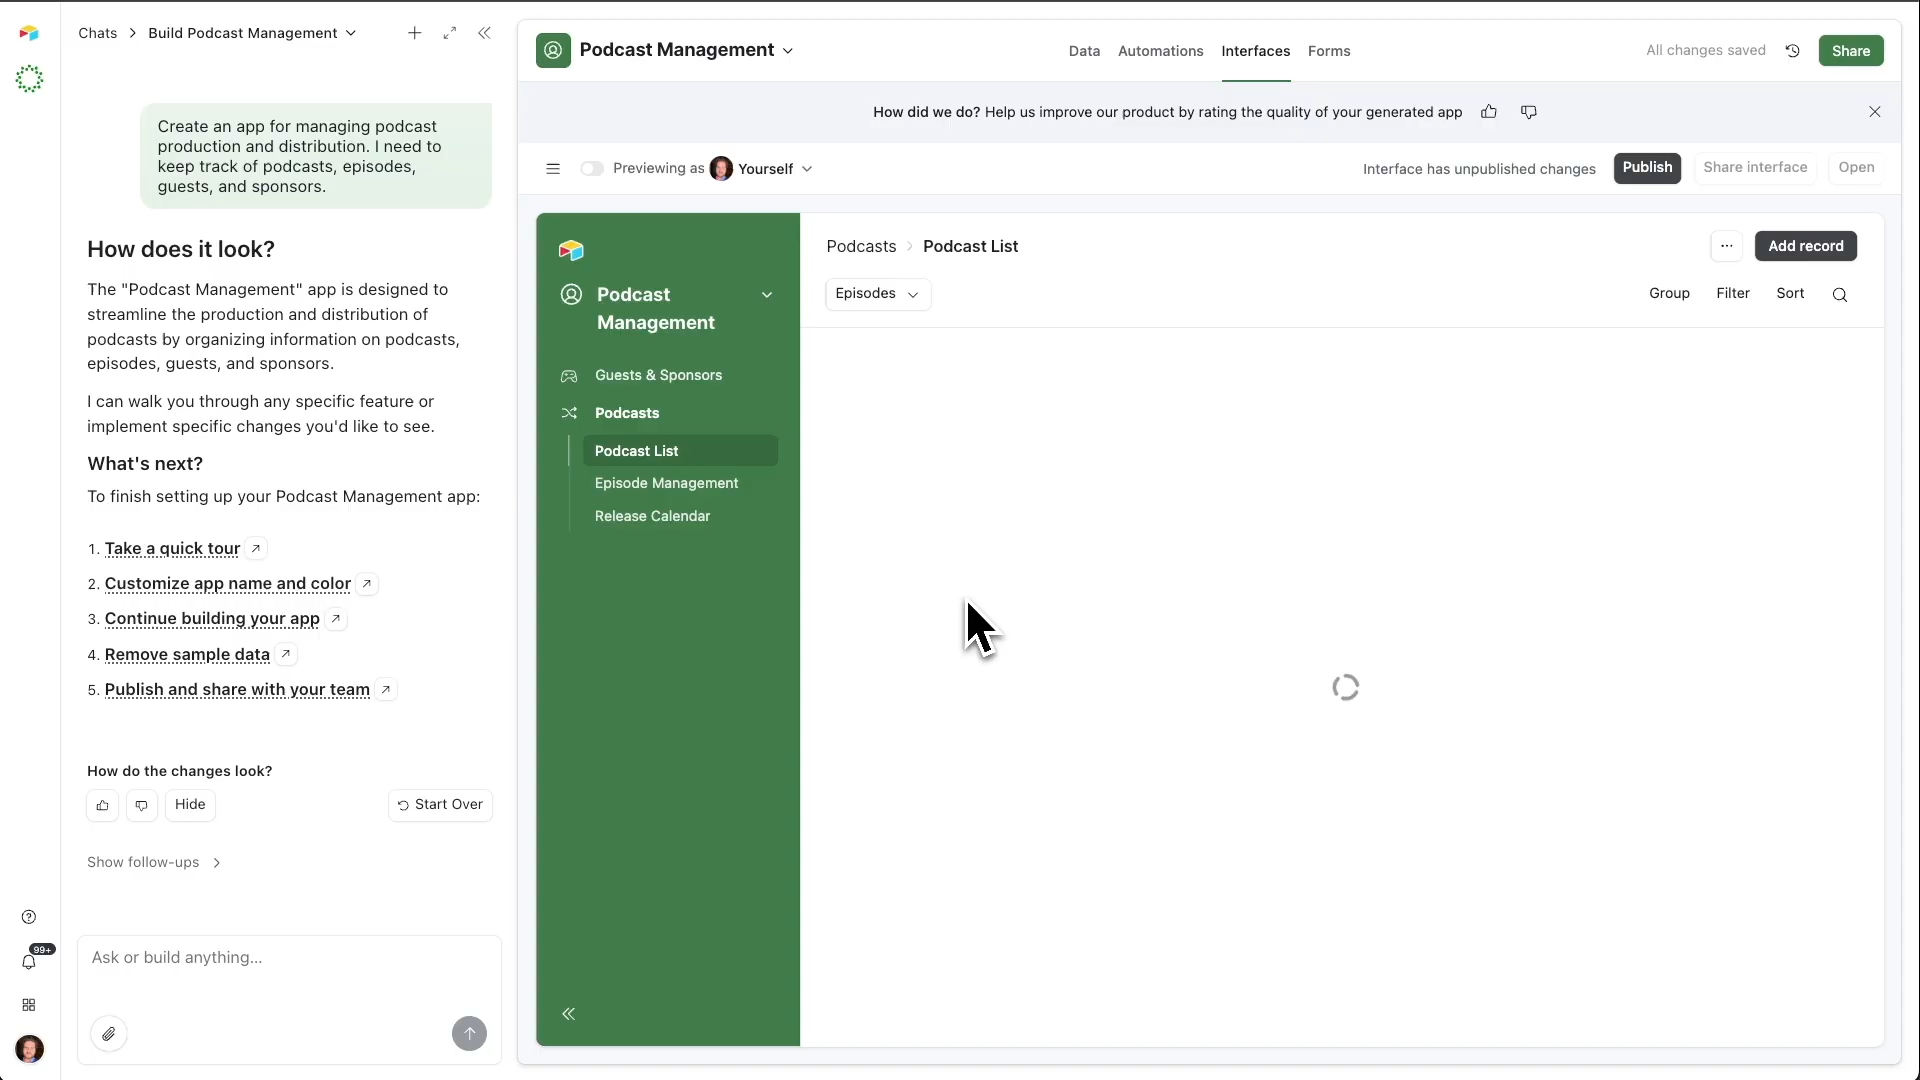 Chats
Build Podcast Management
Create an app for managing podcast
production and distribution. I need to
keep track of podcasts, episodes,
guests, and sponsors.
How does it look?
The "Podcast Management" app is designed to
streamline the production and distribution of
podcasts by organizing information on podcasts,
episodes, guests, and sponsors.
I can walk you through any specific feature or
implement specific changes you'd like to see.
What's next?
To finish setting up your Podcast Management app:
1. Take a quick tour
2. Customize app name and color
3. Continue building your app
4. Remove sample data
5. Publish and share with your team
How do the changes look?
Hide
Start Over
Show follow-ups
99+
Ask or build anything...
Podcast Management
Data
Automations
Interfaces
Forms
All changes saved
Share
How did we do? Help us improve our product by rating the quality of your generated app
Previewing as Yourself
Interface has unpublished changes
Publish
Share interface
Open
Podcast
Management
Guests & Sponsors
Podcasts
Podcast List
Episode Management
Release Calendar
Podcasts
Podcast List
Add record
Episodes
Group
Filter
Sort